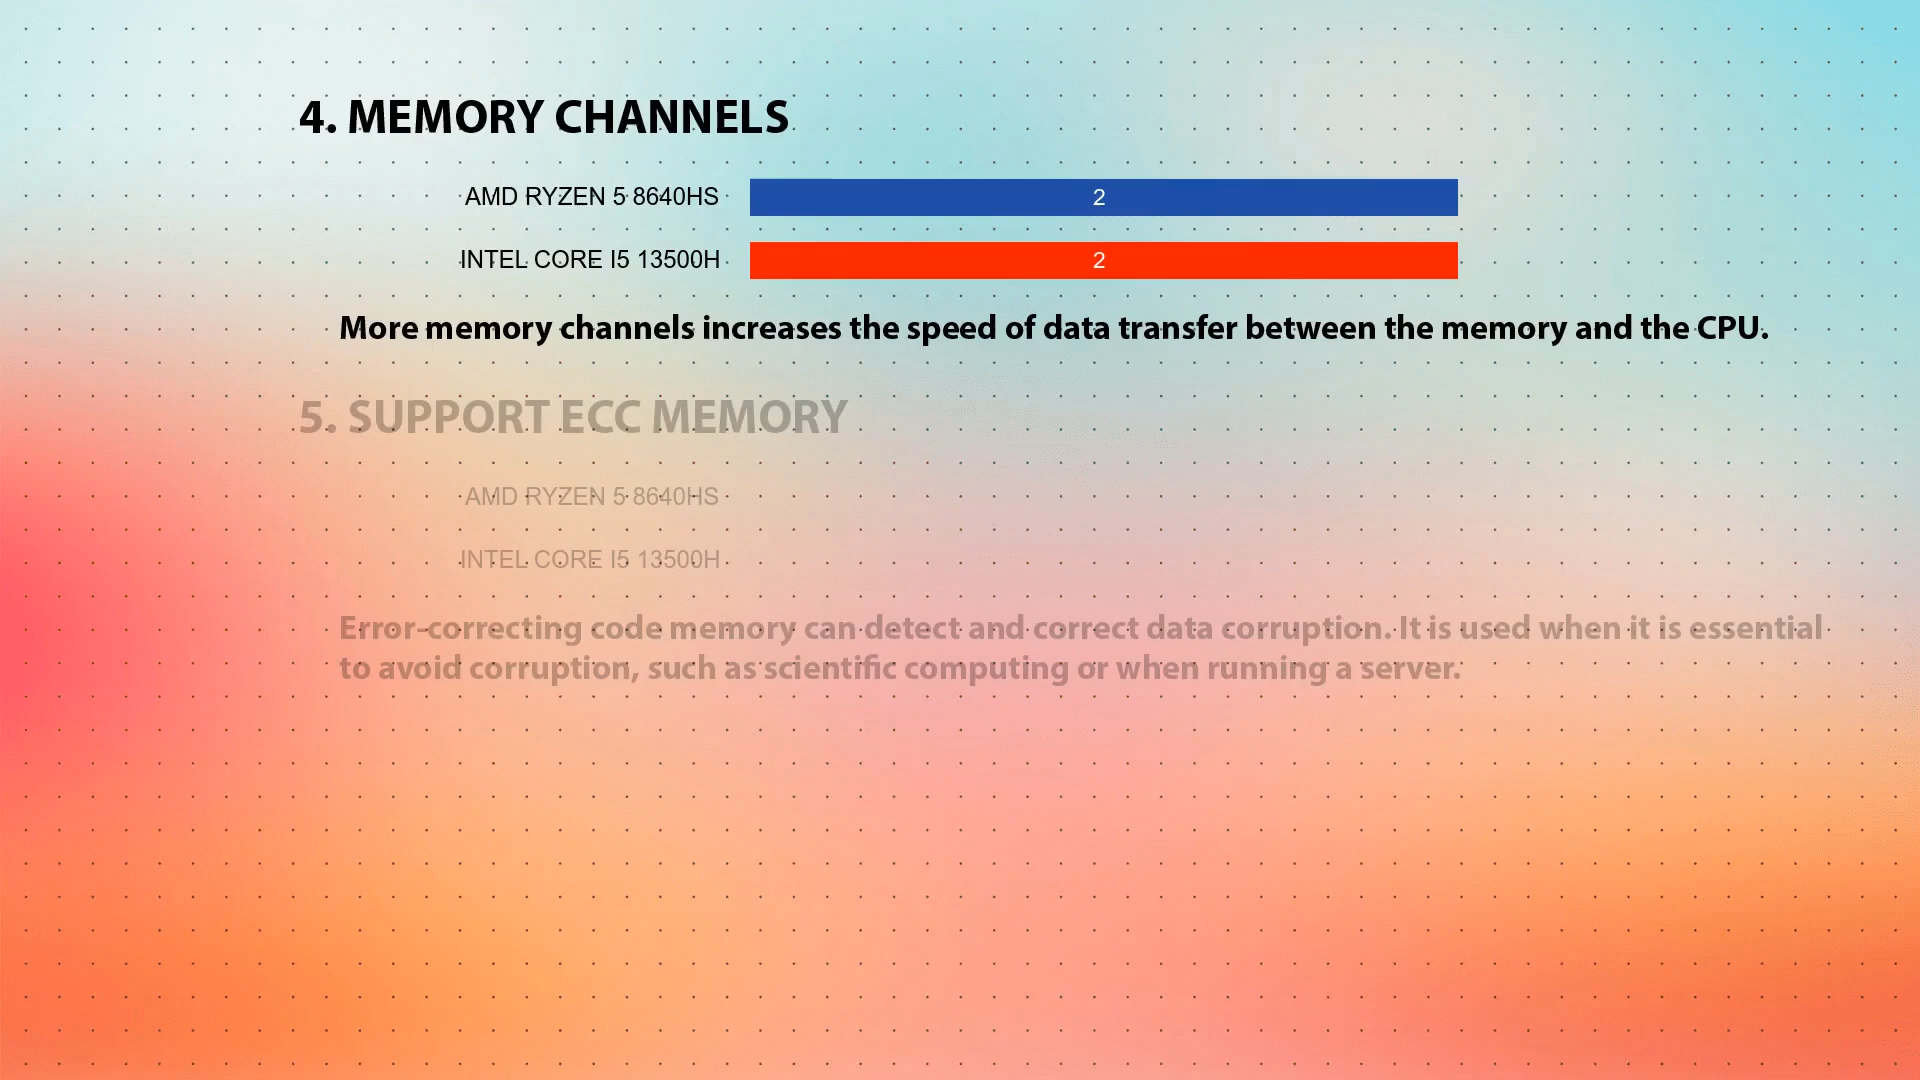 4. MEMORY CHANNELS
AMD RYZEN 5 8640HS
2
INTEL CORE I5 13500H
2
More memory channels increases the speed of data transfer between the memory and the CPU.
5. SUPPORT ECC MEMORY
AMD RYZEN 5 8640HS
INTEL CORE I5 13500H
Error-correcting code memory can detect and correct data corruption. It is used when it is essential
to avoid corruption, such as scientific computing or when running a server.